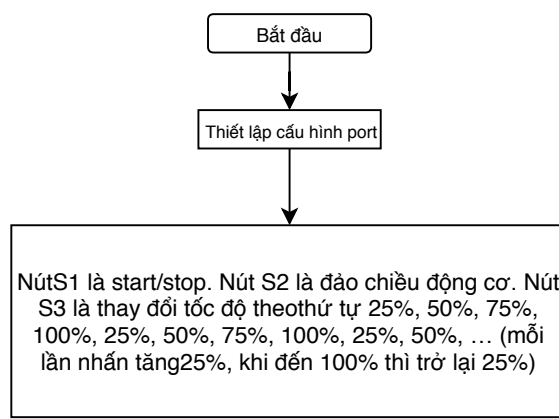 Bắt đầu
Thiết lập cấu hình port
NútS1 là start/stop. Nút S2 là đảo chiều động cơ. Nút
S3 là thay đổi tốc độ theothứ tự 25%, 50%, 75%,
100%, 25%, 50%, 75%, 100%, 25%, 50%, … (mỗi
lần nhấn tăng25%, khi đến 100% thì trở lại 25%)